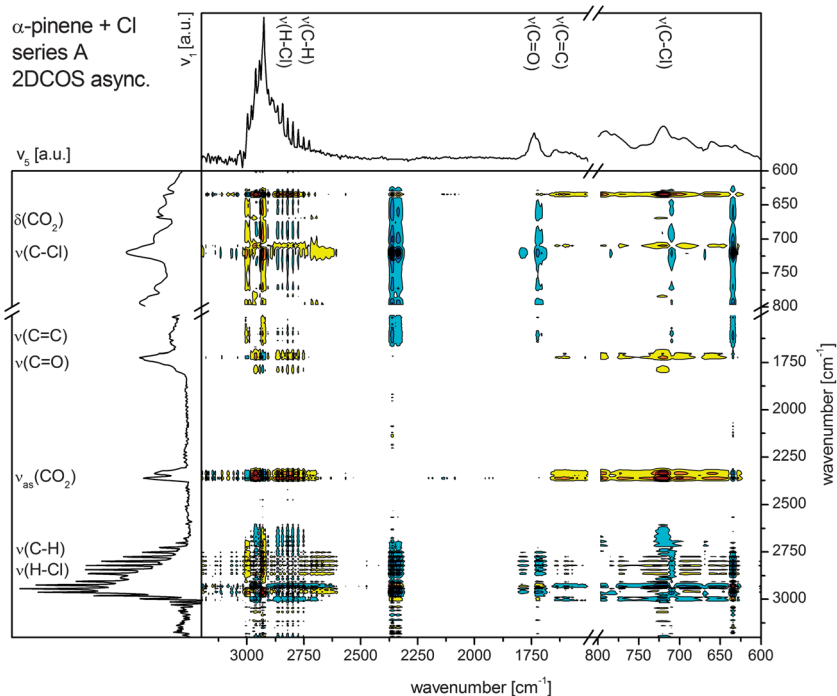 α-pinene + Cl
series A
2DCOS async.
ν1 [a.u.]
ν(H-Cl)
ν(C-H)
ν(C=O)
ν(C=C)
ν(C-Cl)
ν5 [a.u.]
δ(CO2)
ν(C-Cl)
ν(C=C)
ν(C=O)
νas(CO2)
ν(C-H)
ν(H-Cl)
600
650
700
750
800
1750
2000
2250
2500
2750
3000
wavenumber [cm-1]
3000
2750
2500
2250
2000
1750
800
750
700
650
600
wavenumber [cm-1]